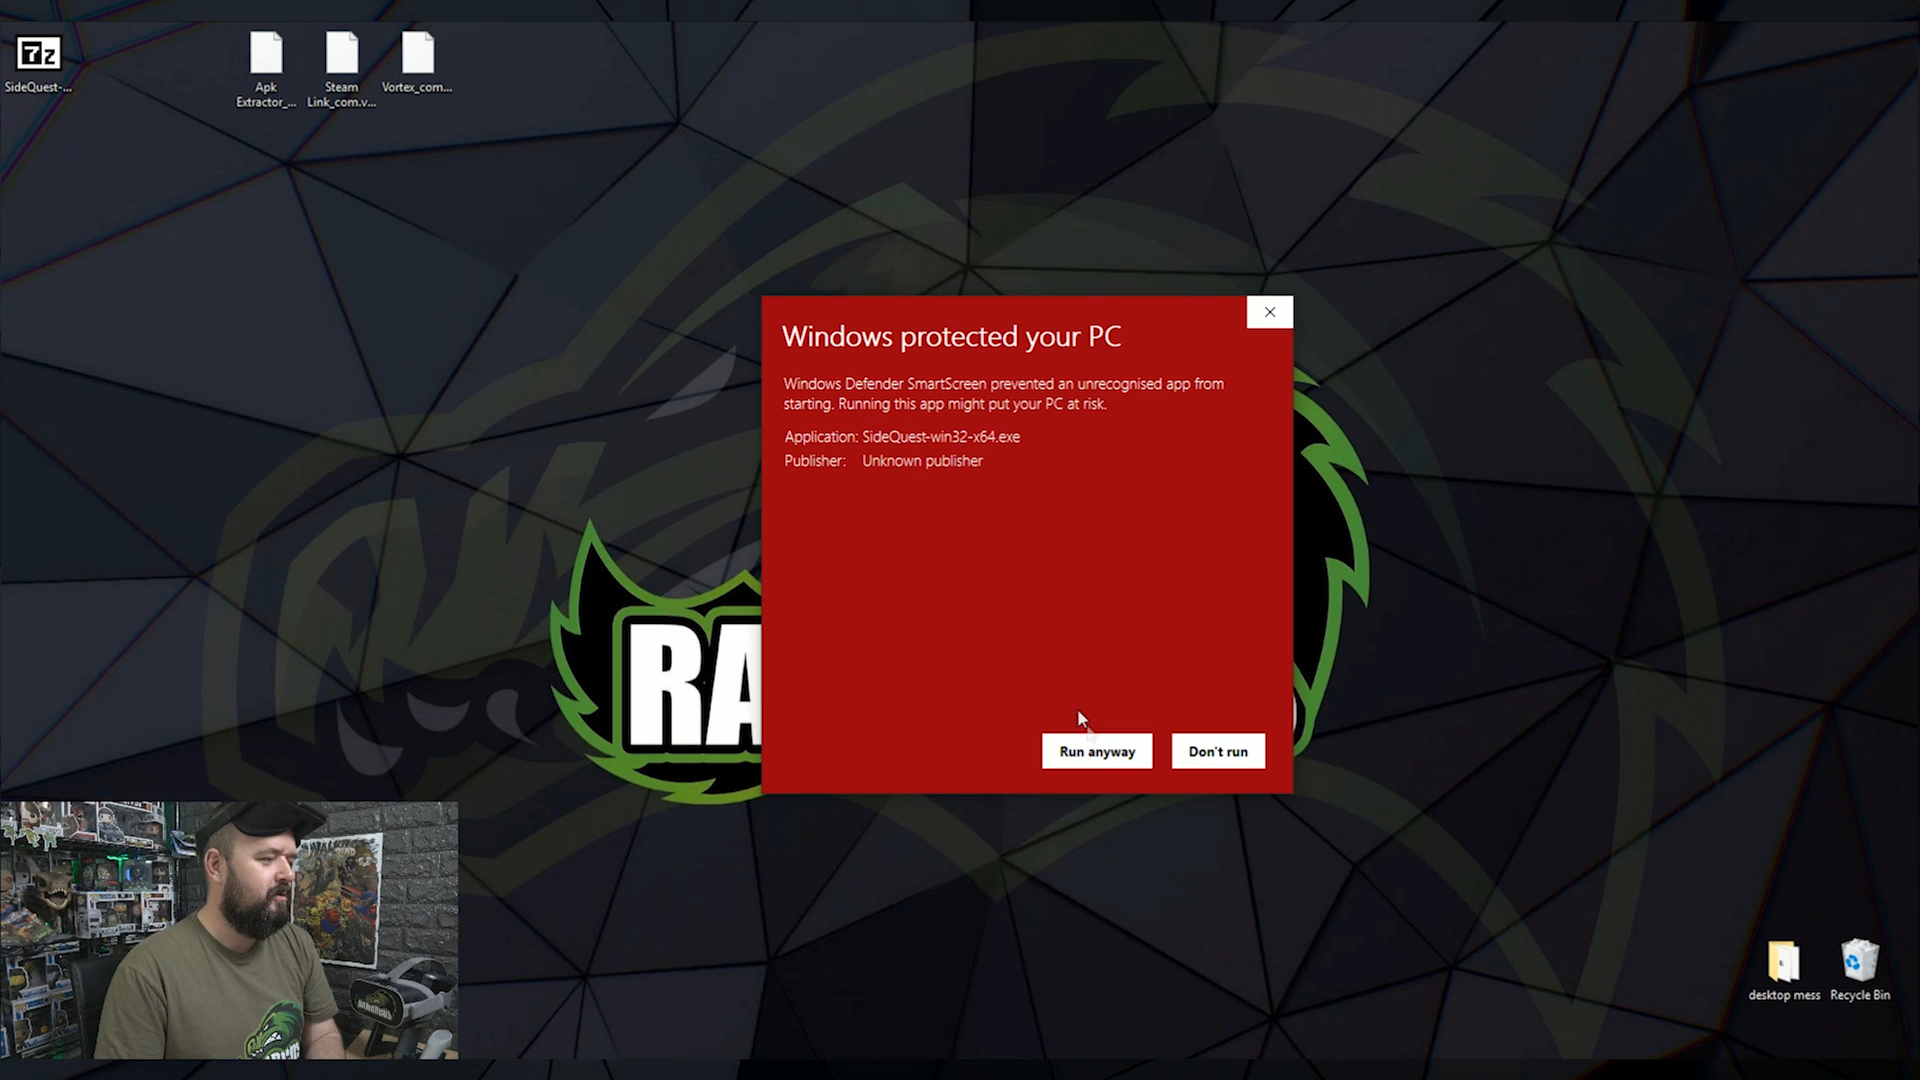 7z
SideQuest-...
Apk
Extractor_...
Steam
Link_com.v...
Vortex_com...
Windows protected your PC
Windows Defender SmartScreen prevented an unrecognised app from
starting. Running this app might put your PC at risk.
Application: SideQuest-win32-x64.exe
Publisher: Unknown publisher
RA
Run anyway
Don't run
desktop mess
Recycle Bin